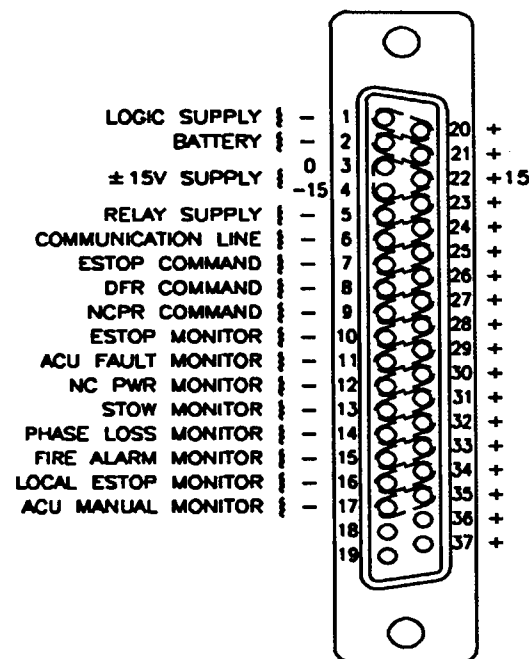 LOGIC SUPPLY - 1
20 +
BATTERY - 2
21 +
0 3
±15V SUPPLY
22 +15
-15 4
23 +
RELAY SUPPLY - 5
24 +
COMMUNICATION LINE - 6
25 +
ESTOP COMMAND - 7
26 +
DFR COMMAND - 8
27 +
NCPR COMMAND - 9
28 +
ESTOP MONITOR - 10
29 +
ACU FAULT MONITOR - 11
30 +
NC PWR MONITOR - 12
31 +
STOW MONITOR - 13
32 +
PHASE LOSS MONITOR - 14
33 +
FIRE ALARM MONITOR - 15
34 +
LOCAL ESTOP MONITOR - 16
35 +
ACU MANUAL MONITOR - 17
36 +
18
37 +
19